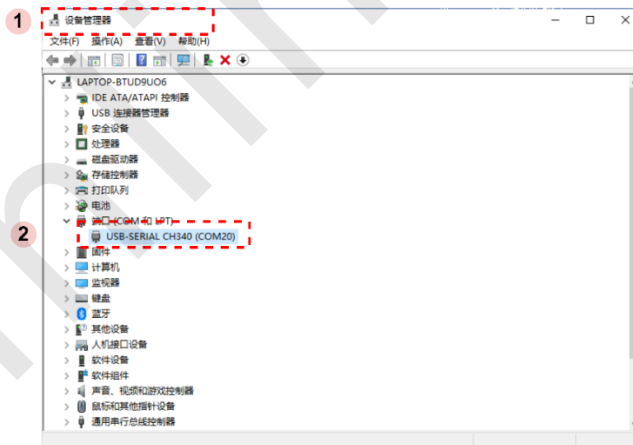 1
设备管理器
文件(F) 操作(A) 查看(V) 帮助(H)
LAPTOP-BTUD9UO6
IDE ATA/ATAPI 控制器
USB 连接器管理器
安全设备
处理器
磁盘驱动器
存储控制器
打印队列
电池
端口 (COM 和 LPT)
2
USB-SERIAL CH340 (COM20)
固件
计算机
监视器
键盘
蓝牙
其他设备
人机接口设备
软件设备
软件组件
声音、视频和游戏控制器
鼠标和其他指针设备
通用串行总线控制器